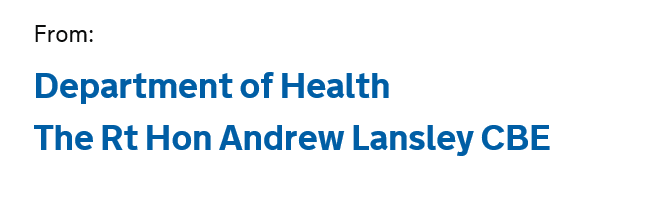 From:
Department of Health
The Rt Hon Andrew Lansley CBE